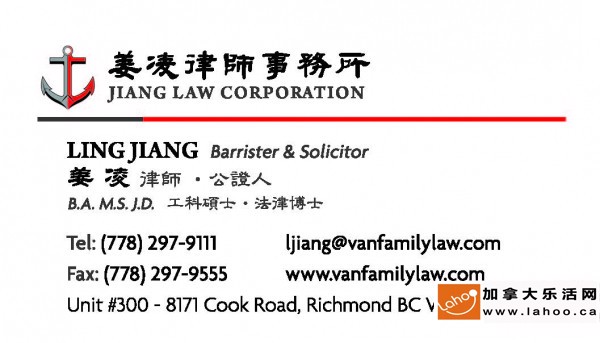 姜凌律師事務所
JIANG LAW CORPORATION
LING JIANG Barrister & Solicitor
姜 凌 律師 · 公證人
B.A. M.S. J.D. 工科碩士 · 法律博士
Tel: (778) 297-9111 ljiang@vanfamilylaw.com
Fax: (778) 297-9555 www.vanfamilylaw.com
Unit #300 - 8171 Cook Road, Richmond BC V
Lahoo 加拿大乐活网
www.lahoo.ca